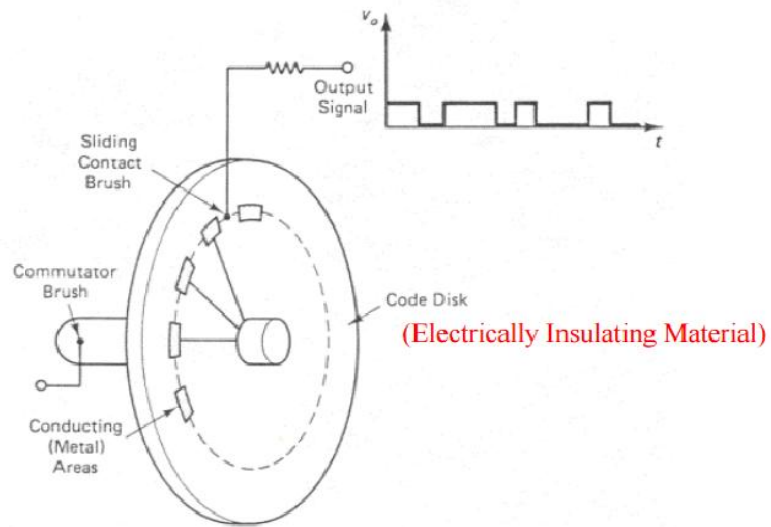 v_o
Output
Signal
t
Sliding
Contact
Brush
Commutator
Brush
Code Disk
(Electrically Insulating Material)
Conducting
(Metal)
Areas